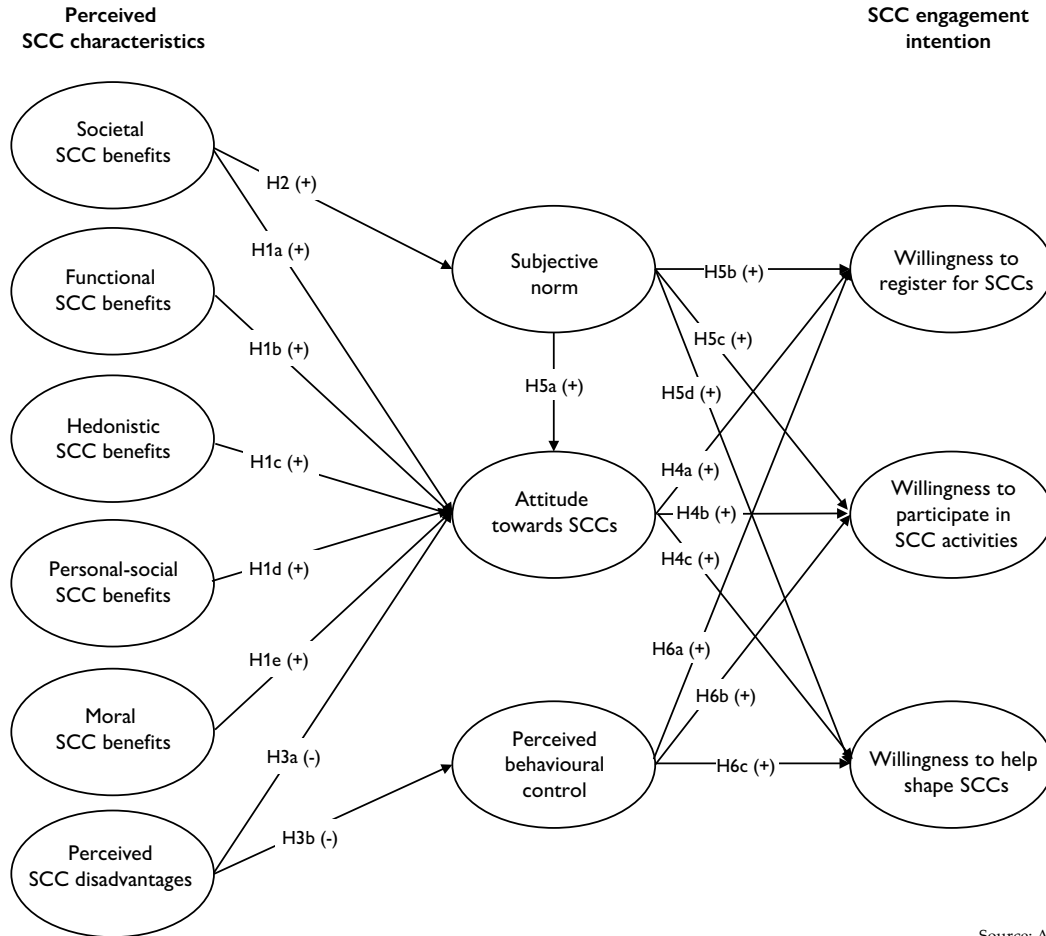 Perceived
SCC characteristics
SCC engagement
intention
Societal
SCC benefits
Functional
SCC benefits
Hedonistic
SCC benefits
Personal-social
SCC benefits
Moral
SCC benefits
Perceived
SCC disadvantages
H2 (+)
H1a (+)
H1b (+)
H1c (+)
H1d (+)
H1e (+)
H3a (-)
H3b (-)
Subjective
norm
H5a (+)
Attitude
towards SCCs
Perceived
behavioural
control
H5b (+)
H5c (+)
H5d (+)
H4a (+)
H4b (+)
H4c (+)
H6a (+)
H6b (+)
H6c (+)
Willingness to
register for SCCs
Willingness to
participate in
SCC activities
Willingness to help
shape SCCs
Source: A